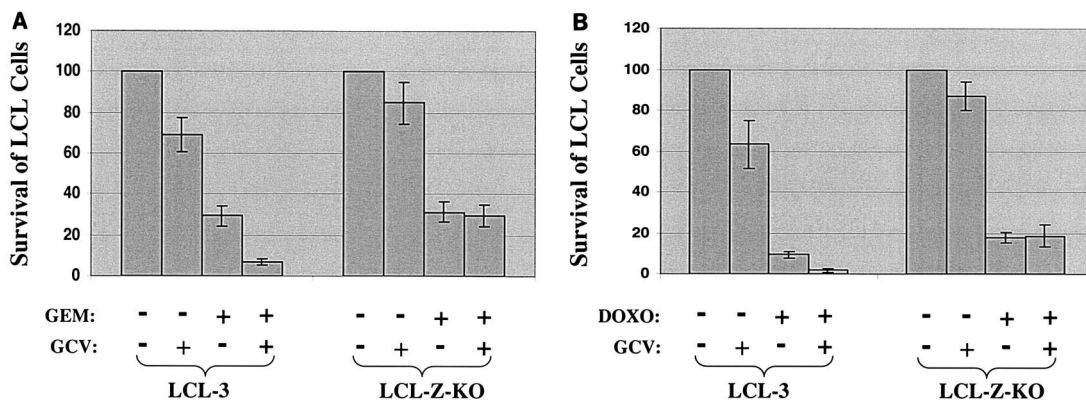 A
Survival of LCL Cells
120
100
80
60
40
20
0
GEM: - - + + - - + +
GCV: - + - + - + - +
LCL-3 LCL-Z-KO
B
Survival of LCL Cells
120
100
80
60
40
20
0
DOXO: - - + + - - + +
GCV: - + - + - + - +
LCL-3 LCL-Z-KO